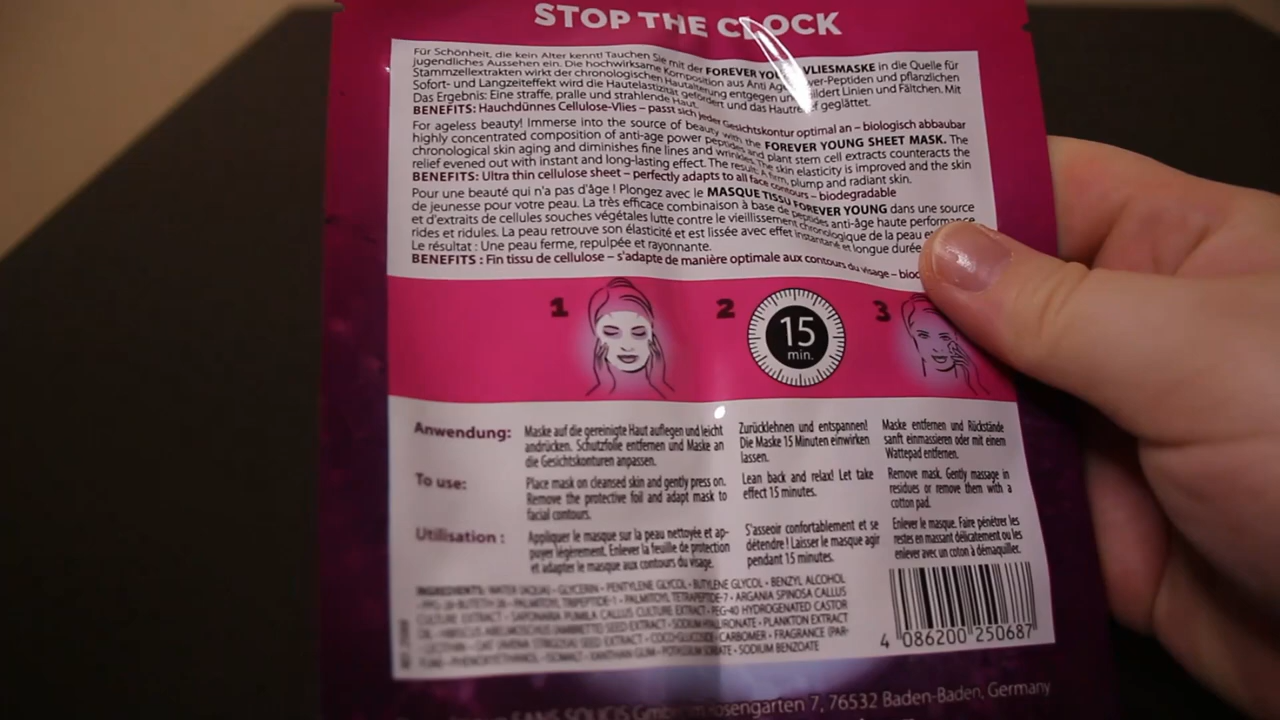 STOP THE CLOCK
Für Schönheit, die kein Alter kennt! Tauchen Sie mit der FOREVER YOUNG VLIESMASKE in die Quelle für
jugendliches Aussehen ein. Die hochwirksame Komposition aus Anti Age Power-Peptiden und pflanzlichen
Stammzellextrakten wirkt der chronologischen Hautalterung entgegen und mildert Linien und Fältchen. Mit
Sofort- und Langzeiteffekt wird die Hautelastizität gefördert und das Hautrelief geglättet.
Das Ergebnis: Eine straffe, pralle und strahlende Haut.
BENEFITS: Hauchdünnes Cellulose-Vlies – passt sich jeder Gesichtskontur optimal an – biologisch abbaubar
For ageless beauty! Immerse into the source of beauty with the FOREVER YOUNG SHEET MASK. The
highly concentrated composition of anti-age power peptides and plant stem cell extracts counteracts the
chronological skin aging and diminishes fine lines and wrinkles. The skin elasticity is improved and the skin
relief evened out with instant and long-lasting effect. The result: A firm, plump and radiant skin.
BENEFITS: Ultra thin cellulose sheet – perfectly adapts to all face contours – biodegradable
Pour une beauté qui n'a pas d'âge ! Plongez avec le MASQUE TISSU FOREVER YOUNG dans une source
de jeunesse pour votre peau. La très efficace combinaison à base de peptides anti-âge haute performance
et d'extraits de cellules souches végétales lutte contre le vieillissement chronologique de la peau et
rides et ridules. La peau retrouve son élasticité et est lissée avec effet instantané et longue durée
Le résultat : Une peau ferme, repulpée et rayonnante.
BENEFITS : Fin tissu de cellulose – s'adapte de manière optimale aux contours du visage –
1 2 3
15
min.
Anwendung:
Maske auf die gereinigte Haut auflegen und leicht
andrücken. Schutzfolie entfernen und Maske an
die Gesichtskonturen anpassen.
Zurücklehnen und entspannen!
Die Maske 15 Minuten einwirken
lassen.
Maske entfernen und Rückstände
sanft einmassieren oder mit einem
Wattepad entfernen.
To use:
Place mask on cleansed skin and gently press on.
Remove the protective foil and adapt mask to
facial contours.
Lean back and relax! Let take
effect 15 minutes.
Remove mask. Gently massage in
residues or remove them with a
cotton pad.
Utilisation :
Appliquer le masque sur la peau nettoyée et ap-
puyer légèrement. Enlever la feuille de protection
et adapter le masque aux contours du visage.
S'asseoir confortablement et se
détendre ! Laisser le masque agir
pendant 15 minutes.
Enlever le masque. Faire pénétrer les
restes en massant délicatement ou les
enlever avec un coton à démaquiller.
INGREDIENTS: WATER (AQUA) • GLYCERIN • PENTYLENE GLYCOL • BUTYLENE GLYCOL • BENZYL ALCOHOL
• PALMITOYL TRIPEPTIDE-1 • PALMITOYL TETRAPEPTIDE-7 • ARGANIA SPINOSA CALLUS
CULTURE EXTRACT • SAPONARIA PUMILA CALLUS CULTURE EXTRACT • PEG-40 HYDROGENATED CASTOR
OIL • HIBISCUS ABELMOSCHUS (AMBRETTE) SEED EXTRACT • SODIUM HYALURONATE • PLANKTON EXTRACT
• LECITHIN • OAT (AVENA STRIGOSA) SEED EXTRACT • COCO-GLUCOSIDE • CARBOMER • FRAGRANCE (PAR-
FUM) • PHENOXYETHANOL • ISOMALT • XANTHAN GUM • POTASSIUM SORBATE • SODIUM BENZOATE
4 086200 250687
SANS SOUCIS GmbH • Rosengarten 7, 76532 Baden-Baden, Germany